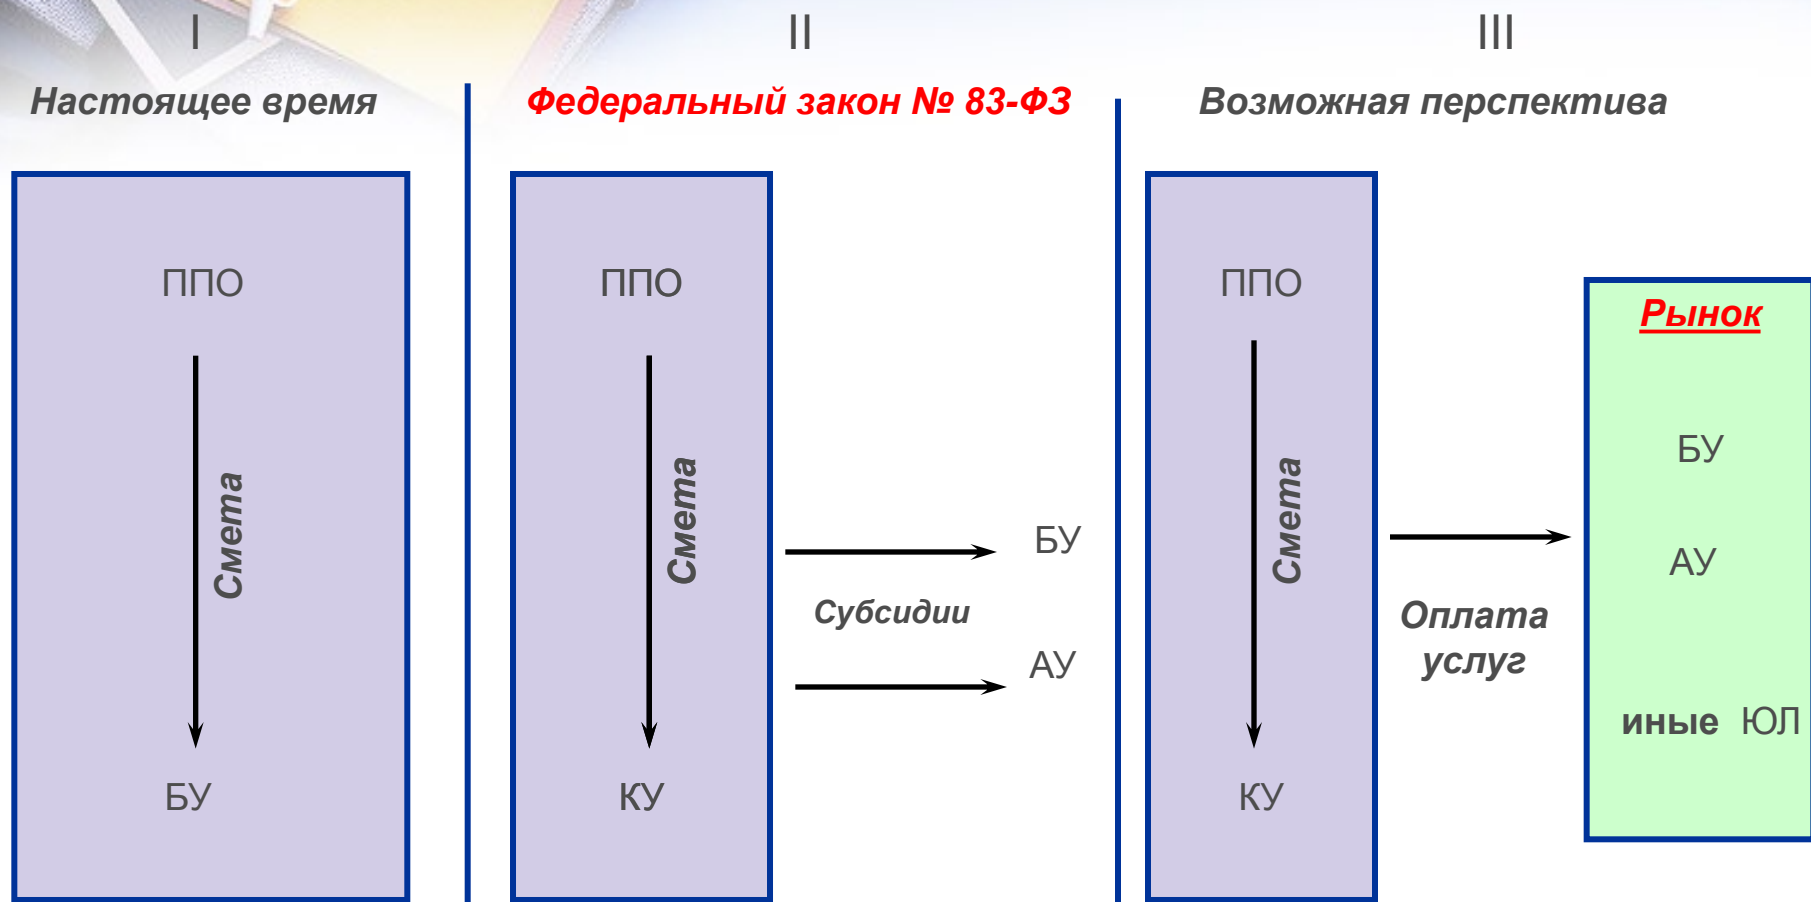 I
II
III
Настоящее время
Федеральный закон № 83-ФЗ
Возможная перспектива
ППО
Смета
БУ
ППО
Смета
КУ
Субсидии
БУ
АУ
ППО
Смета
КУ
Оплата
услуг
Рынок
БУ
АУ
иные ЮЛ